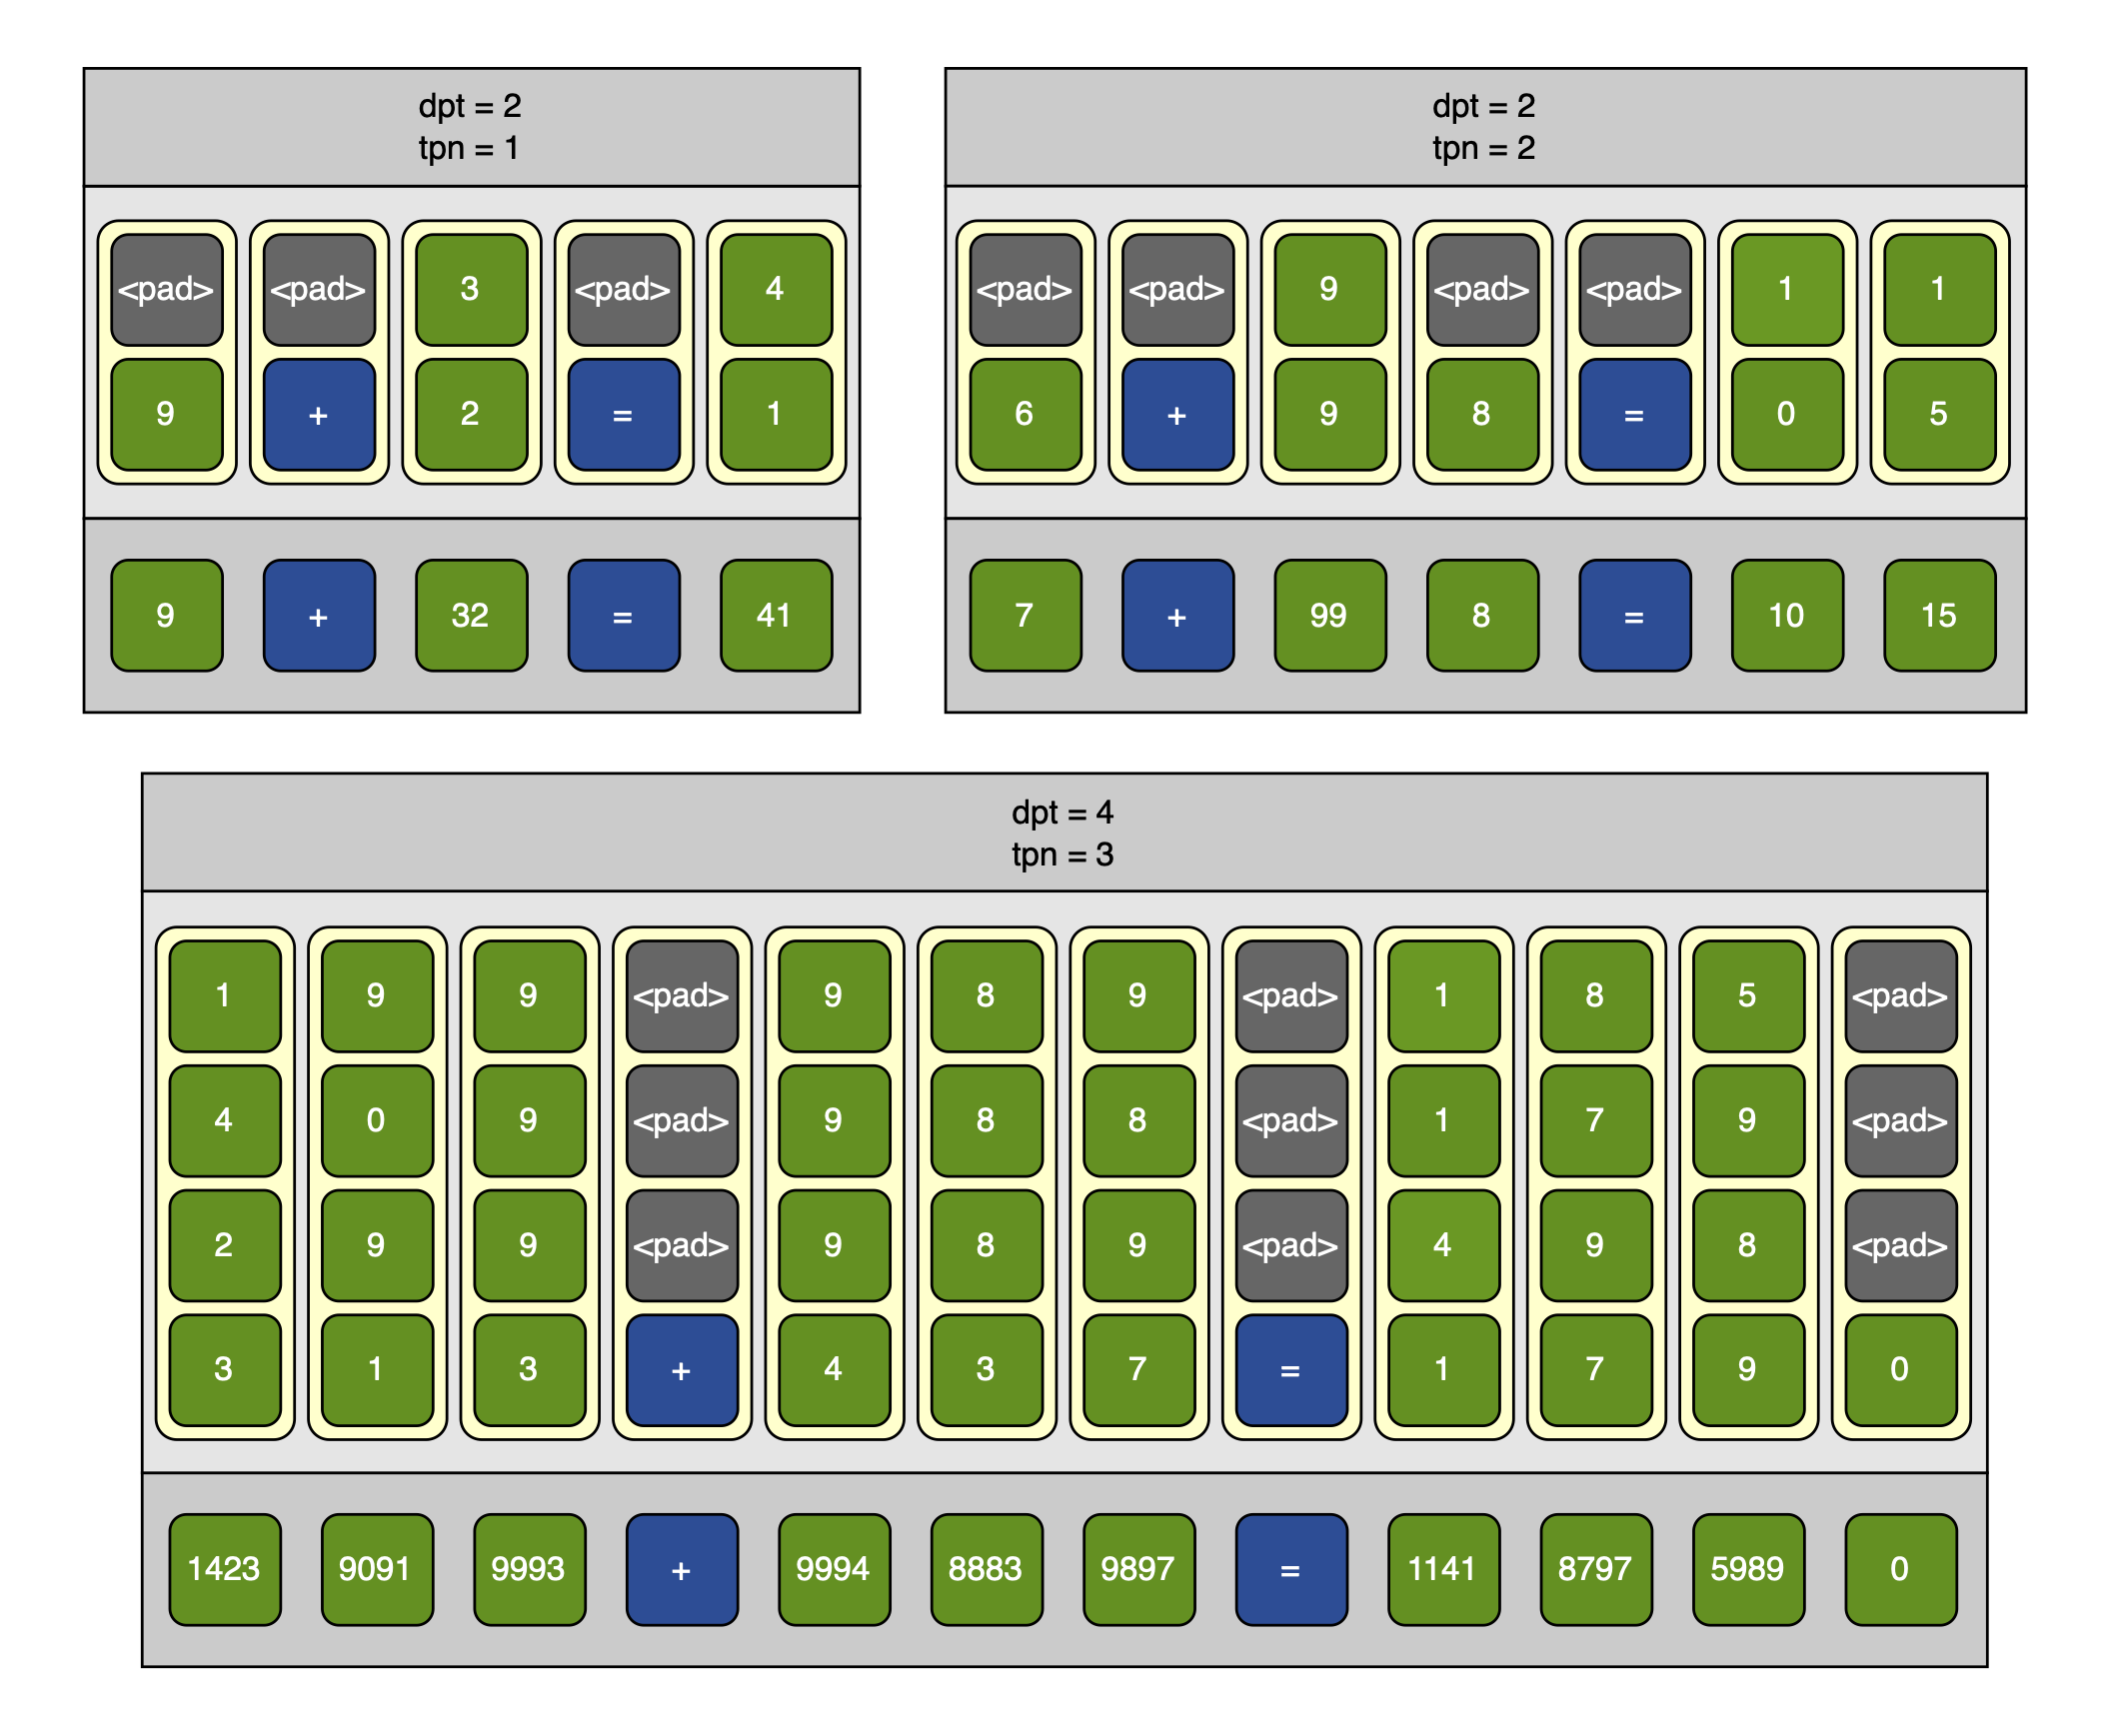 dpt = 2
tpn = 1
<pad> <pad> 3 <pad> 4
9 + 2 = 1
9 + 32 = 41
dpt = 2
tpn = 2
<pad> <pad> 9 <pad> <pad> 1 1
6 + 9 8 = 0 5
7 + 99 8 = 10 15
dpt = 4
tpn = 3
1 9 9 <pad> 9 8 9 <pad> 1 8 5 <pad>
4 0 9 <pad> 9 8 8 <pad> 1 7 9 <pad>
2 9 9 <pad> 9 8 9 <pad> 4 9 8 <pad>
3 1 3 + 4 3 7 = 1 7 9 0
1423 9091 9993 + 9994 8883 9897 = 1141 8797 5989 0